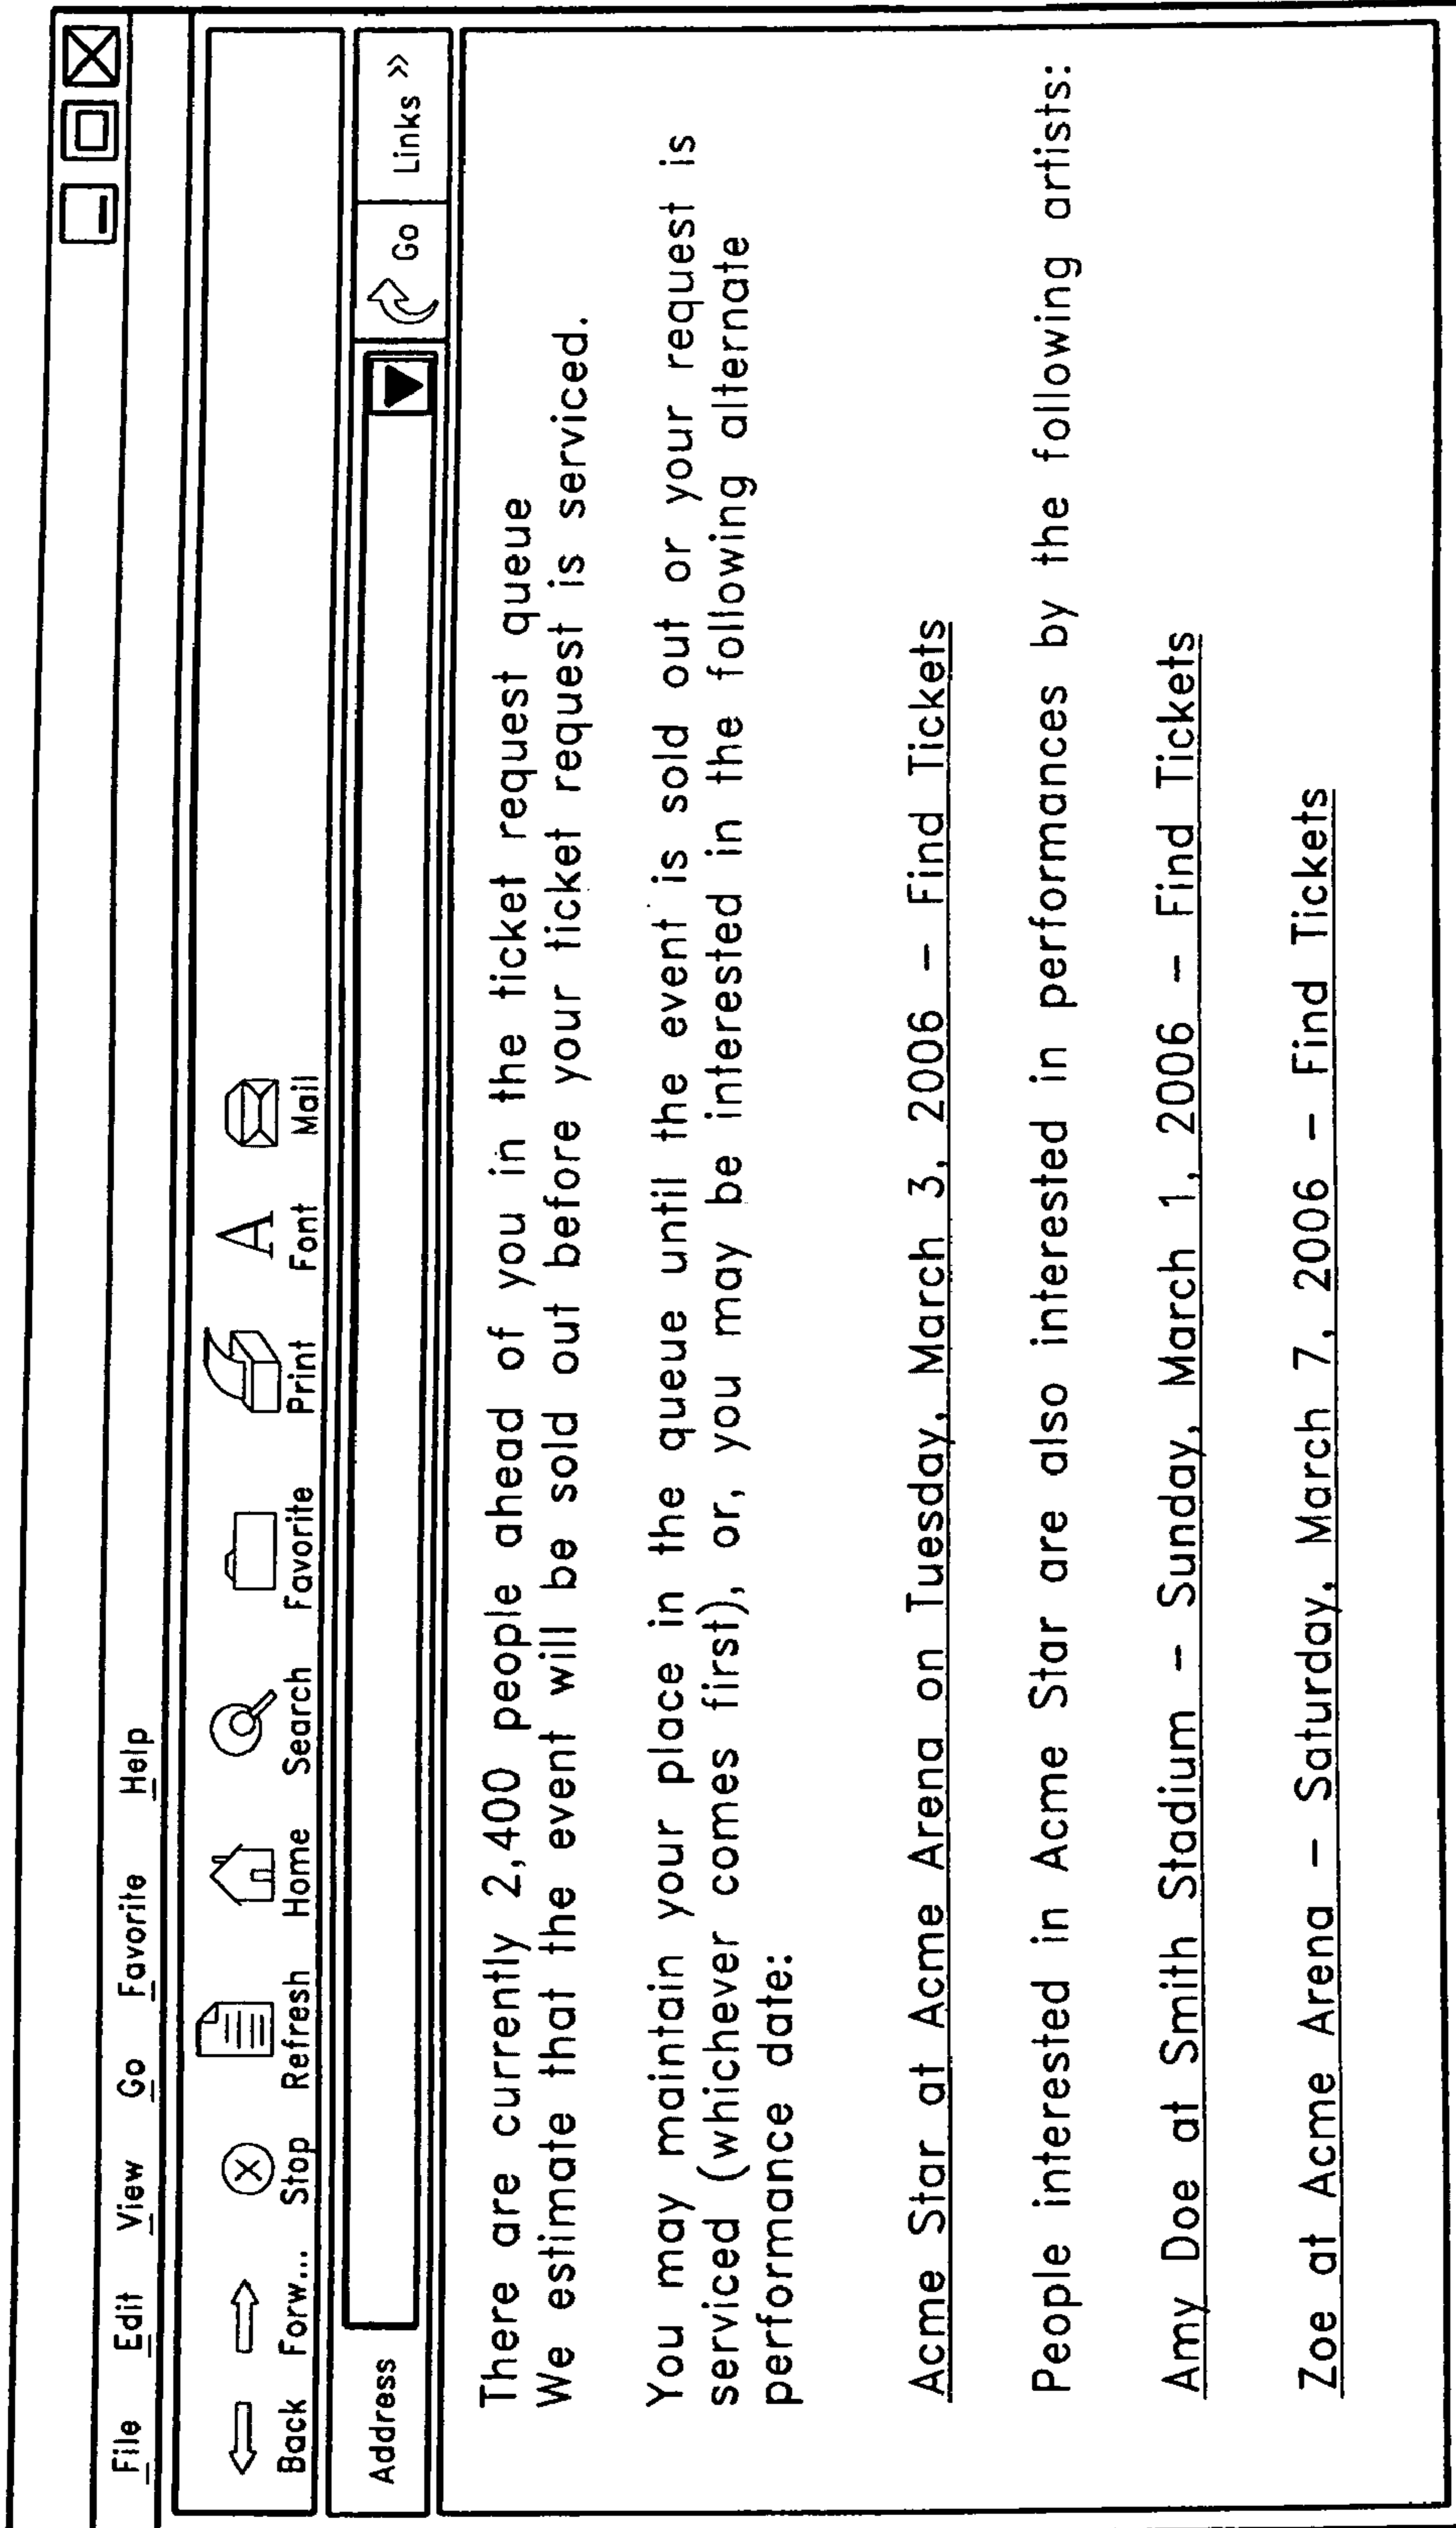 File Edit View Go Favorite Help
Back Forw... Stop Refresh Home Search Favorite Print Font Mail
Address Go Links »
There are currently 2,400 people ahead of you in the ticket request queue
We estimate that the event will be sold out before your ticket request is serviced.
You may maintain your place in the queue until the event is sold out or your request is
serviced (whichever comes first), or, you may be interested in the following alternate
performance date:
Acme Star at Acme Arena on Tuesday, March 3, 2006 – Find Tickets
People interested in Acme Star are also interested in performances by the following artists:
Amy Doe at Smith Stadium – Sunday, March 1, 2006 – Find Tickets
Zoe at Acme Arena – Saturday, March 7, 2006 – Find Tickets